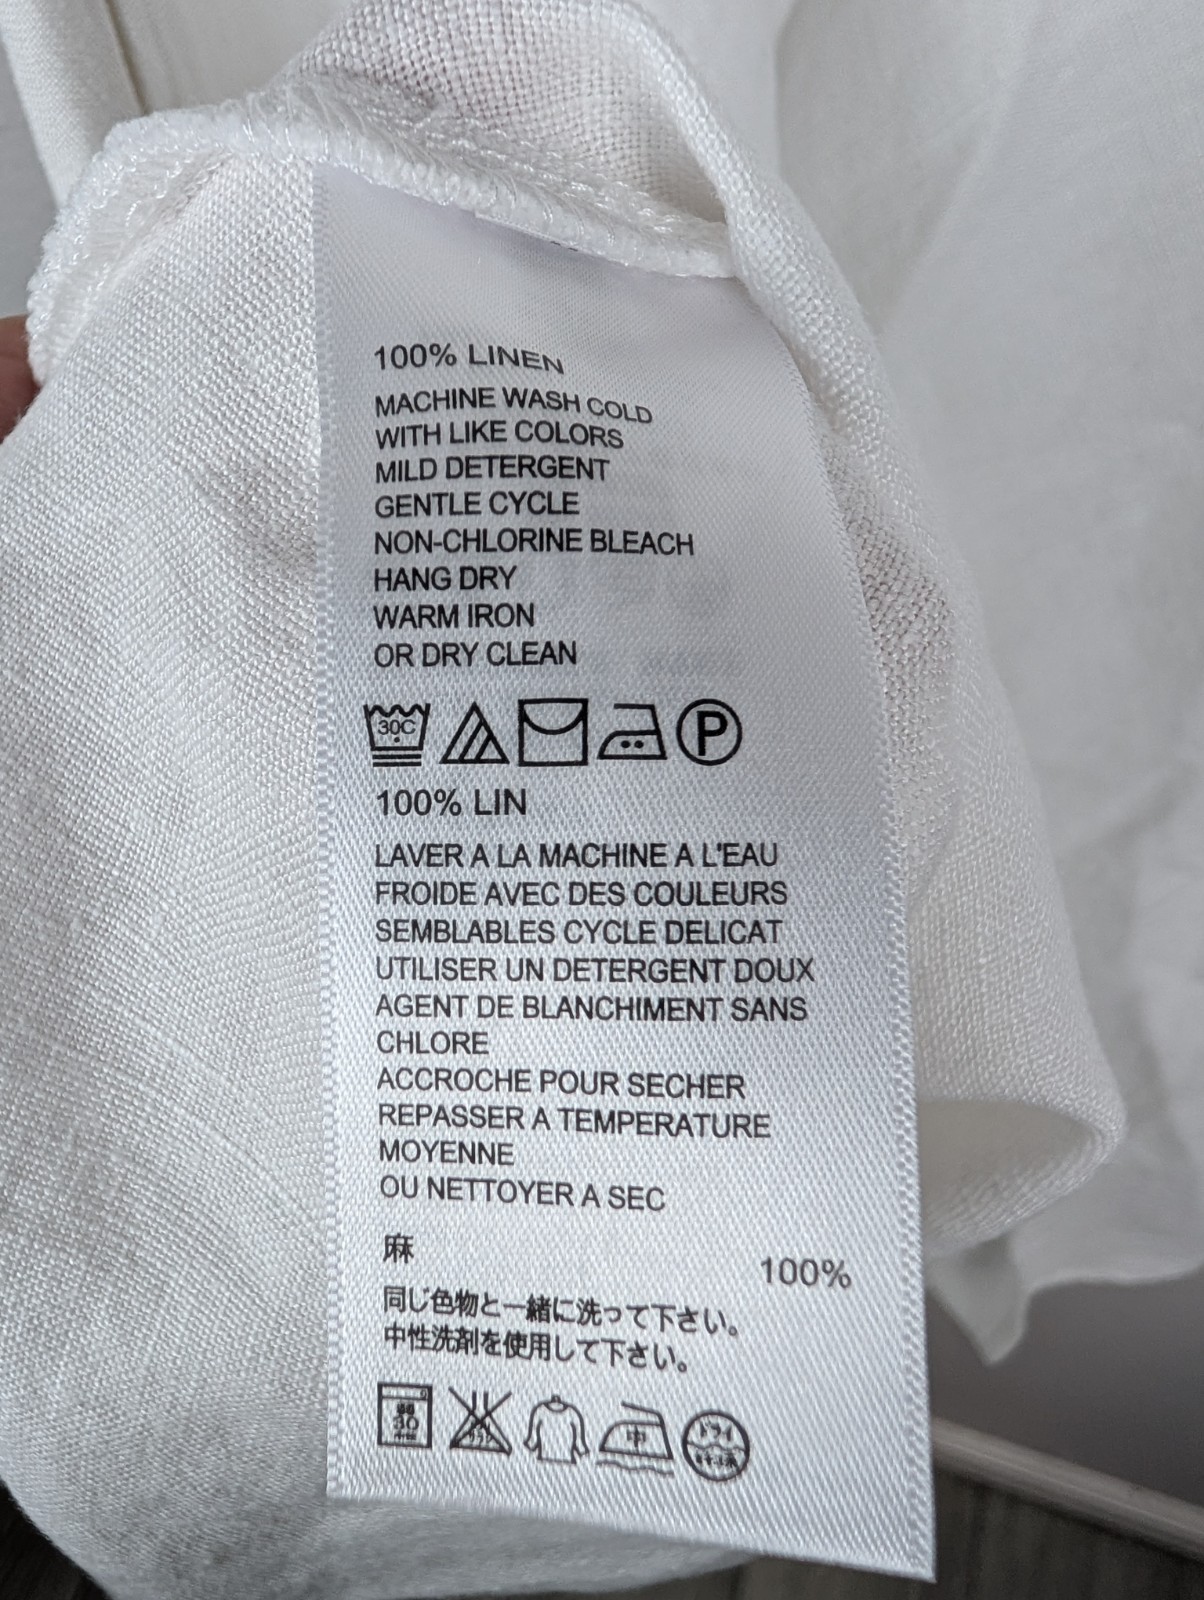 100% LINEN
MACHINE WASH COLD
WITH LIKE COLORS
MILD DETERGENT
GENTLE CYCLE
NON-CHLORINE BLEACH
HANG DRY
WARM IRON
OR DRY CLEAN
30C P
100% LIN
LAVER A LA MACHINE A L'EAU
FROIDE AVEC DES COULEURS
SEMBLABLES CYCLE DELICAT
UTILISER UN DETERGENT DOUX
AGENT DE BLANCHIMENT SANS
CHLORE
ACCROCHE POUR SECHER
REPASSER A TEMPERATURE
MOYENNE
OU NETTOYER A SEC
麻 100%
同じ色物と一緒に洗って下さい。
中性洗剤を使用して下さい。
30 中 ドライ